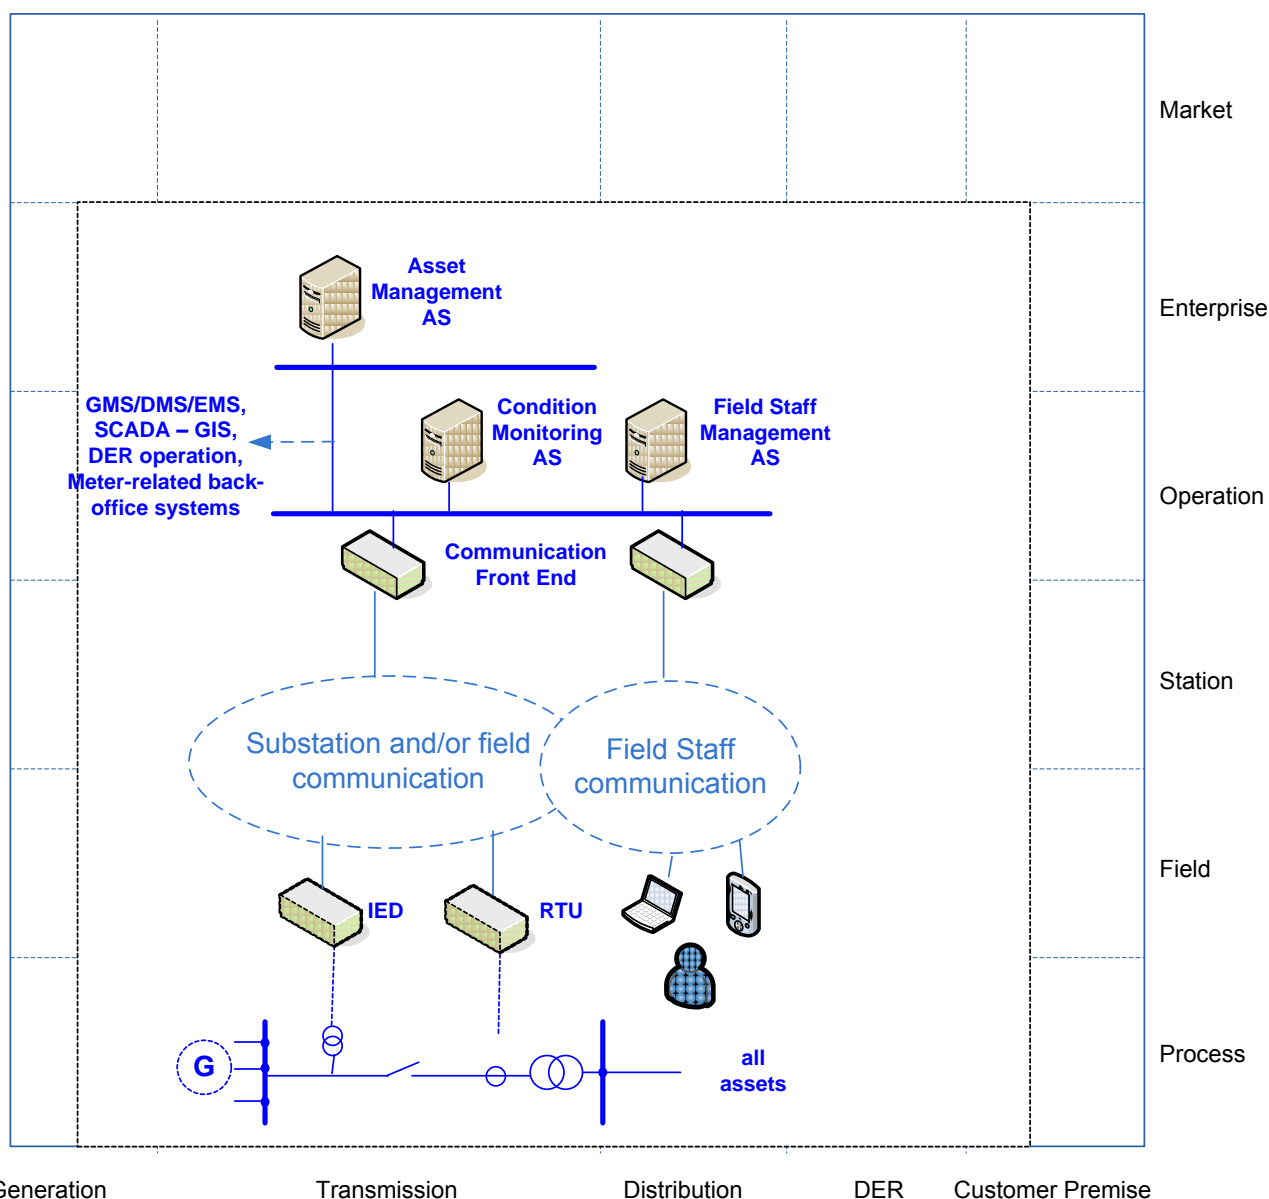 Market
Asset
Management
AS
Enterprise
GMS/DMS/EMS,
SCADA – GIS,
DER operation,
Meter-related back-
office systems
Condition
Monitoring
AS
Field Staff
Management
AS
Operation
Communication
Front End
Station
Substation and/or field
communication
Field Staff
communication
Field
IED
RTU
Process
G
all
assets
Generation
Transmission
Distribution
DER
Customer Premise